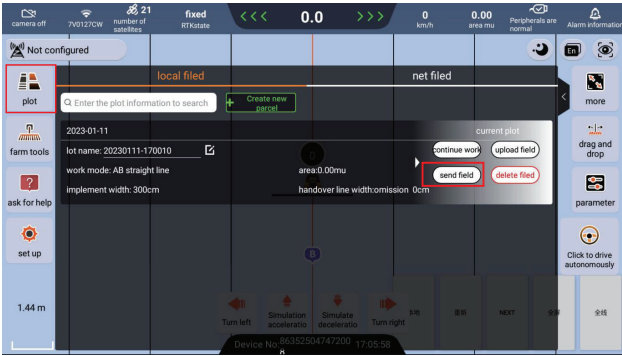 camera off
7V0127CW
21
number of
satellites
fixed
RTKstate
<<< 0.0 >>>
0
km/h
0.00
area mu
Peripherals are
normal
Alarm information
Not configured
En
plot
local filed
net filed
more
Enter the plot information to search
+ Create new
parcel
2023-01-11
current plot
farm tools
lot name: 20230111-170010
continue work
upload field
drag and
drop
work mode: AB straight line
area:0.00mu
send field
delete filed
ask for help
implement width: 300cm
handover line width:omission 0cm
parameter
set up
B
Click to drive
autonomously
1.44 m
Turn left
Simulation
acceleratio
Simulate
deceleratio
Turn right
NEXT
全线
Device No:86352504747200
8
17:05:58